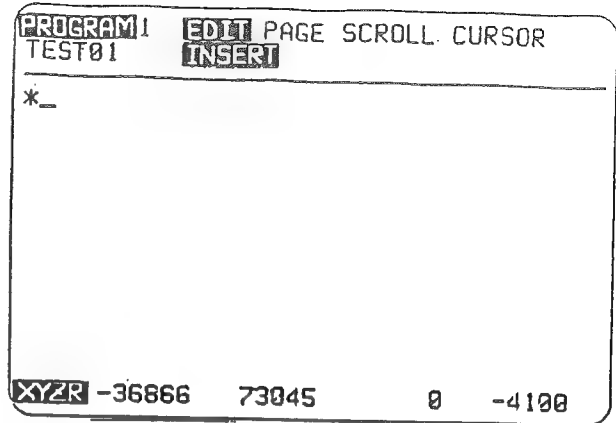 PROGRAM 1 EDIT PAGE SCROLL CURSOR
TEST01 INSERT
*_
XYZR -36866 73045 0 -4100